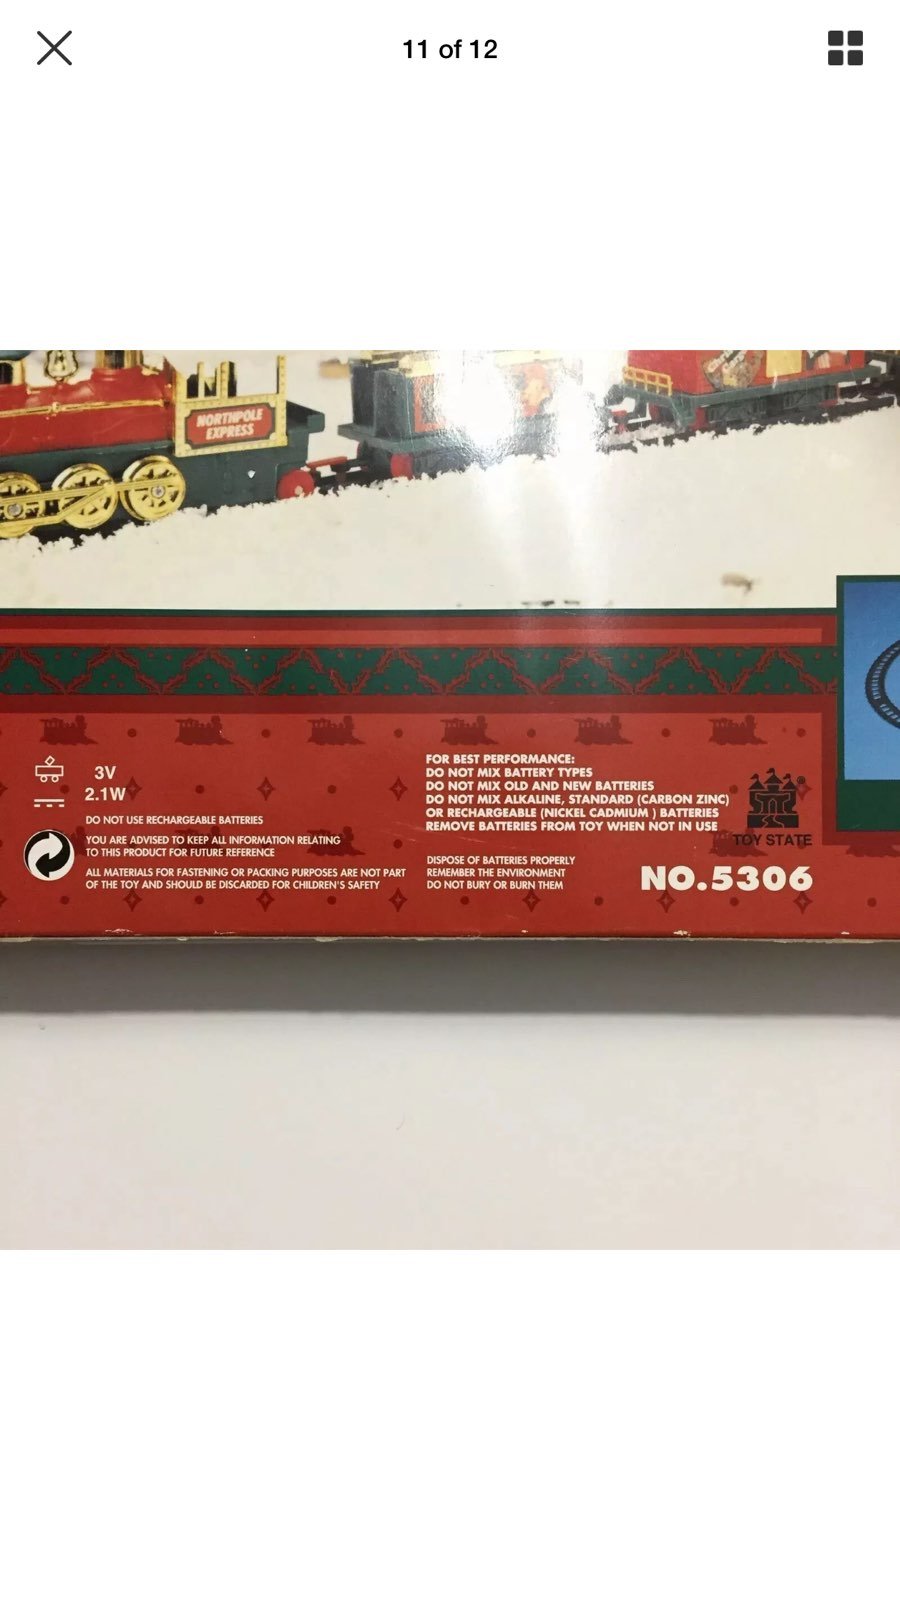 11 of 12
NORTHPOLE
EXPRESS
3V
2.1W
DO NOT USE RECHARGEABLE BATTERIES
YOU ARE ADVISED TO KEEP ALL INFORMATION RELATING
TO THIS PRODUCT FOR FUTURE REFERENCE
ALL MATERIALS FOR FASTENING OR PACKING PURPOSES ARE NOT PART
OF THE TOY AND SHOULD BE DISCARDED FOR CHILDREN'S SAFETY
FOR BEST PERFORMANCE:
DO NOT MIX BATTERY TYPES
DO NOT MIX OLD AND NEW BATTERIES
DO NOT MIX ALKALINE, STANDARD (CARBON ZINC)
OR RECHARGEABLE (NICKEL CADMIUM ) BATTERIES
REMOVE BATTERIES FROM TOY WHEN NOT IN USE
DISPOSE OF BATTERIES PROPERLY
REMEMBER THE ENVIRONMENT
DO NOT BURY OR BURN THEM
®
TOY STATE
NO.5306